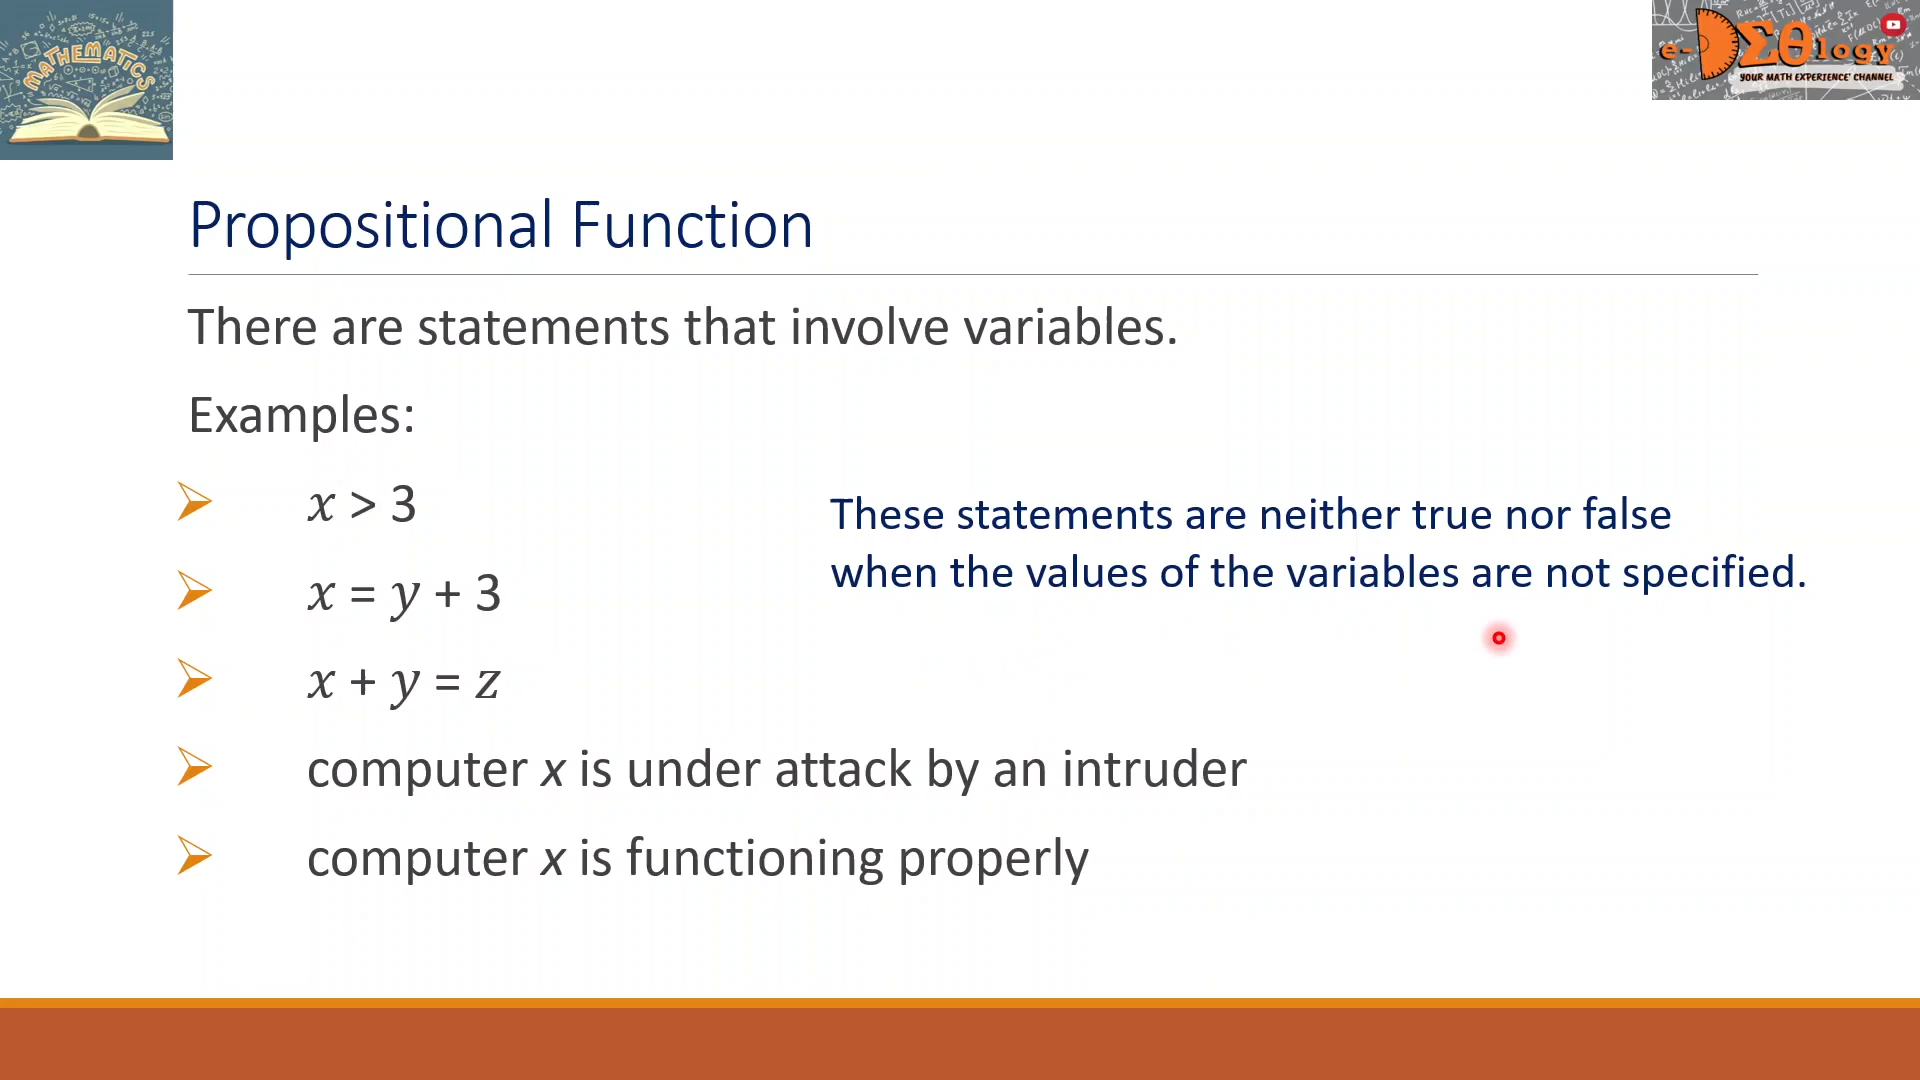 MATHEMATICS
e-DΣθlogy
YOUR MATH EXPERIENCE' CHANNEL
Propositional Function
There are statements that involve variables.
Examples:
x > 3
x = y + 3
x + y = z
These statements are neither true nor false
when the values of the variables are not specified.
computer x is under attack by an intruder
computer x is functioning properly